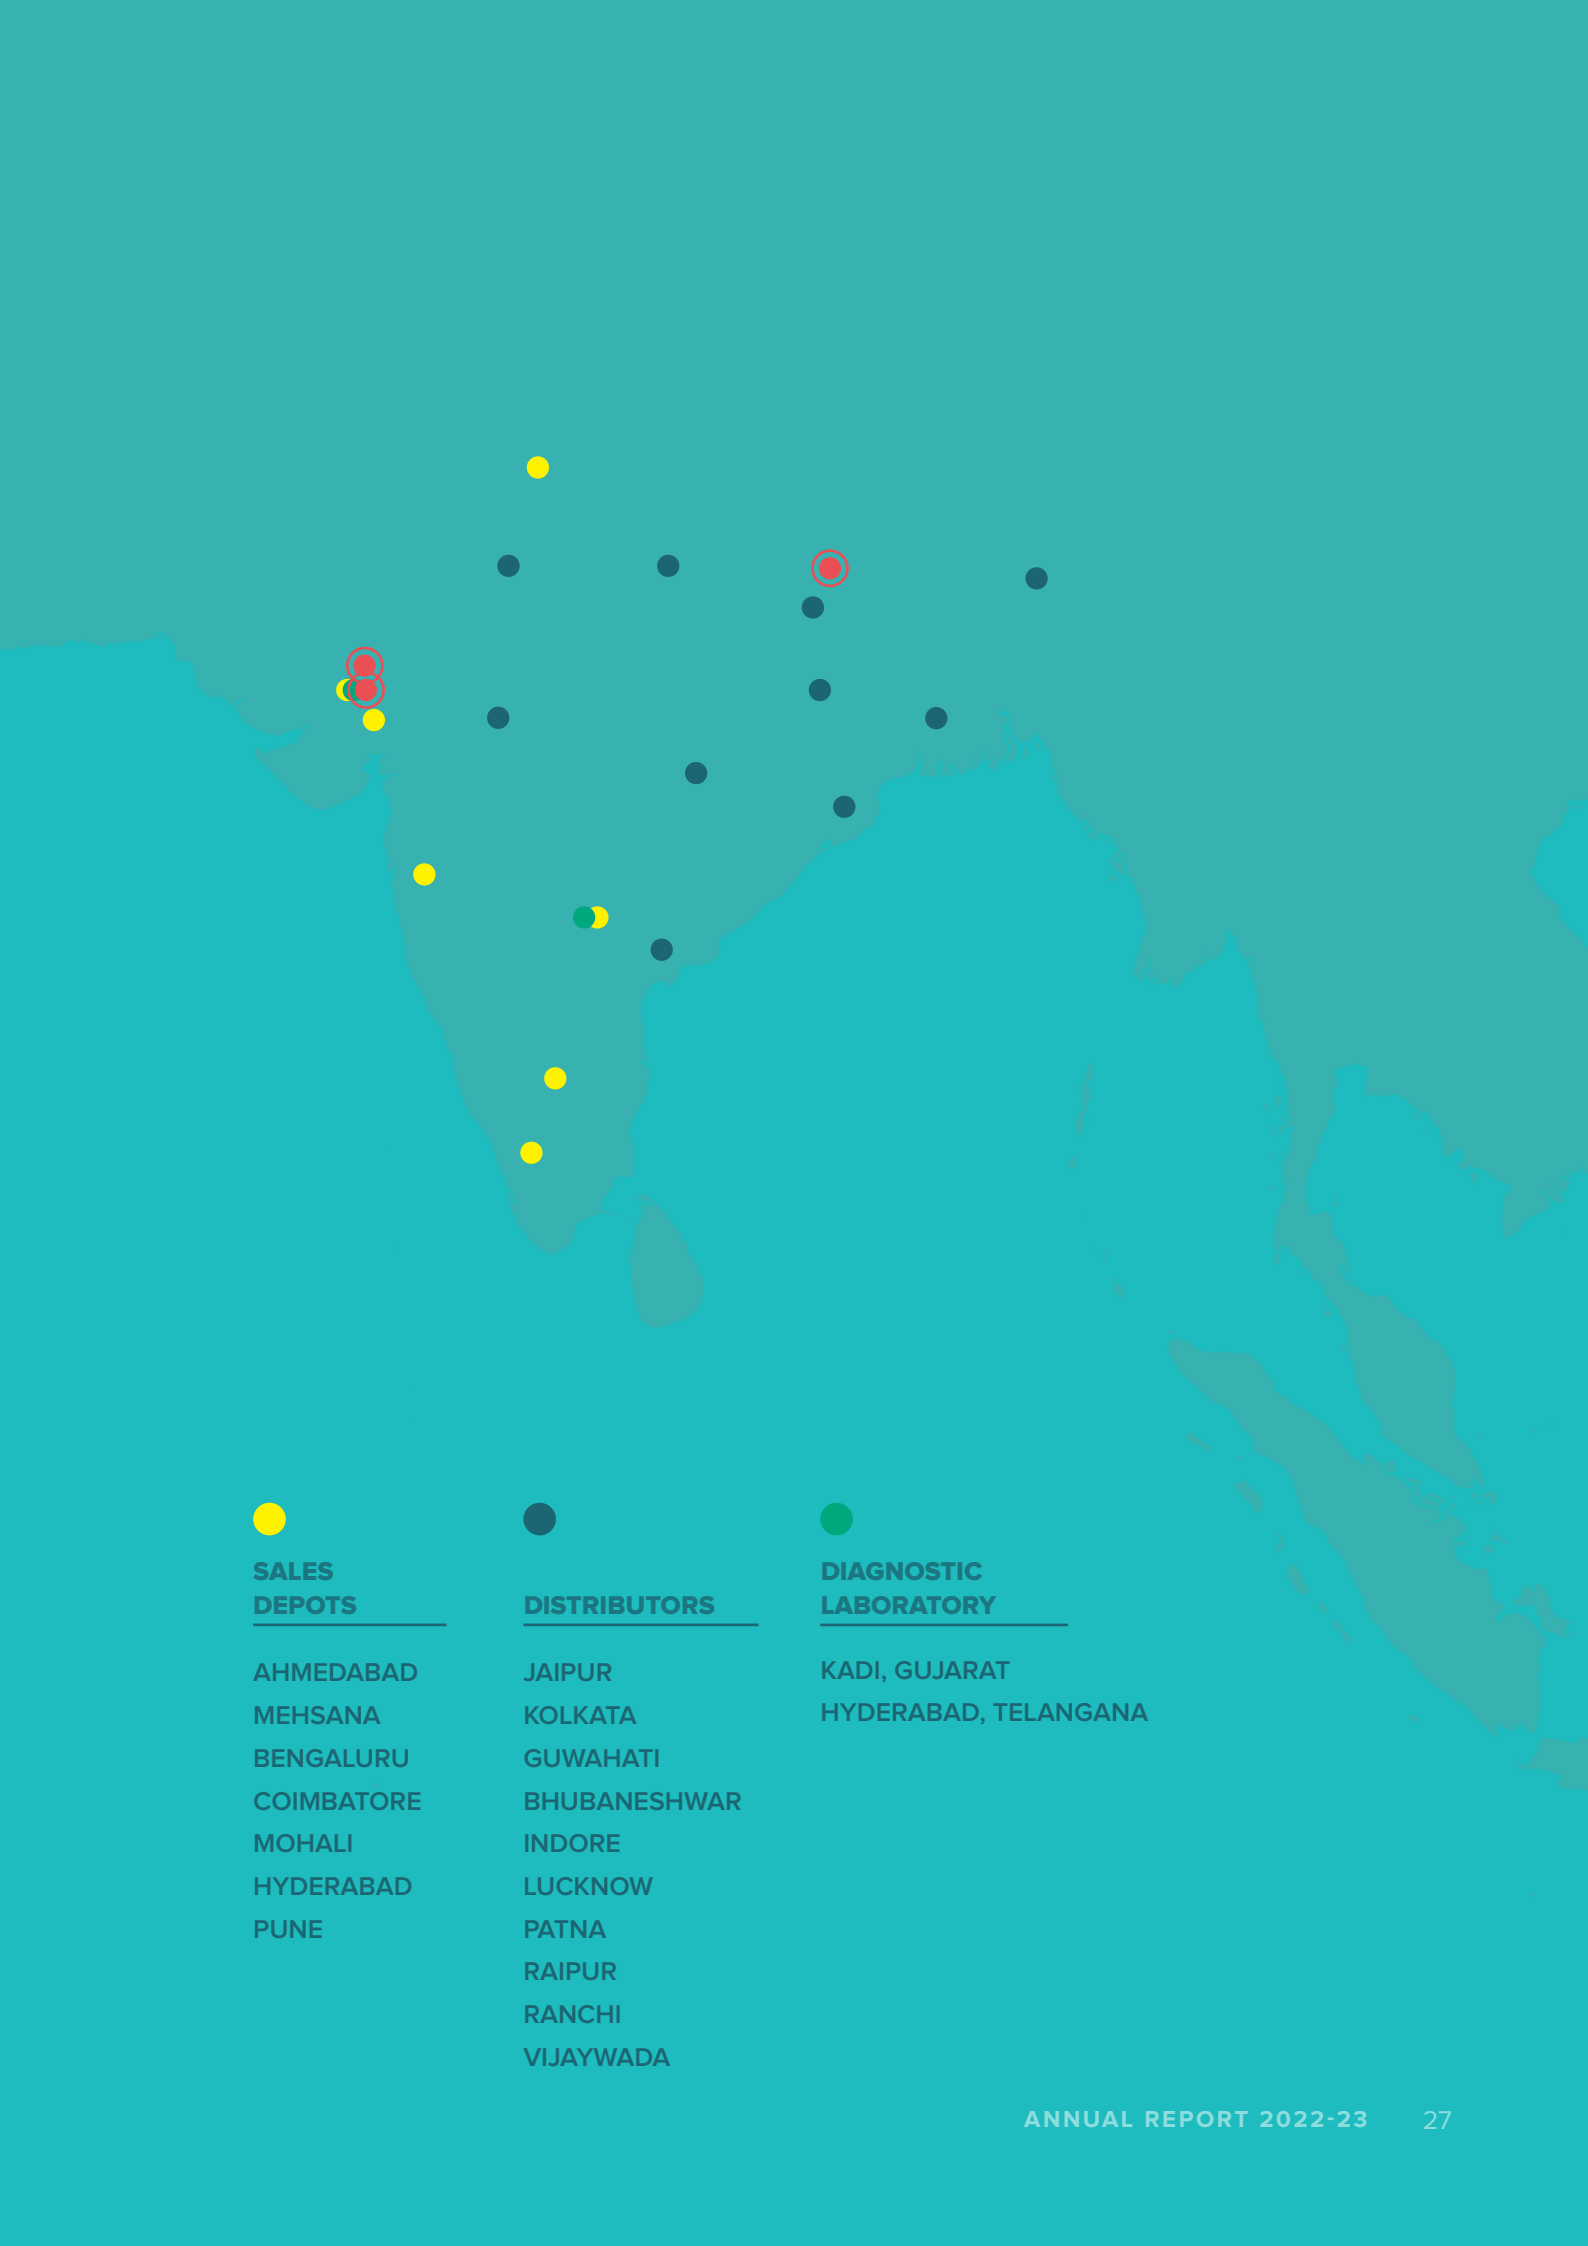 SALES
DEPOTS
AHMEDABAD
MEHSANA
BENGALURU
COIMBATORE
MOHALI
HYDERABAD
PUNE
DISTRIBUTORS
JAIPUR
KOLKATA
GUWAHATI
BHUBANESHWAR
INDORE
LUCKNOW
PATNA
RAIPUR
RANCHI
VIJAYWADA
DIAGNOSTIC
LABORATORY
KADI, GUJARAT
HYDERABAD, TELANGANA
ANNUAL REPORT 2022-23 27